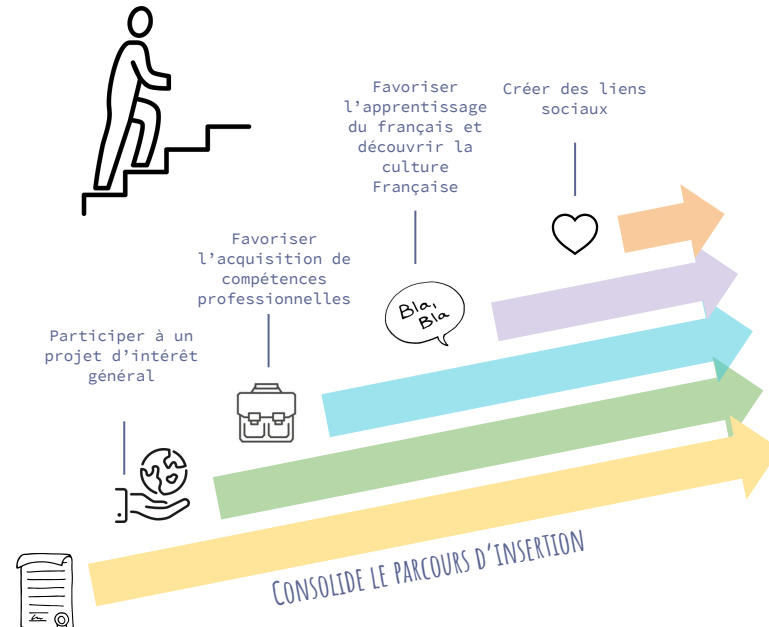 Favoriser
l'apprentissage
du français et
découvrir la
culture
Française
Créer des liens
sociaux
Favoriser
l'acquisition de
compétences
professionnelles
Bla,
Bla
Participer à un
projet d'intérêt
général
CONSOLIDE LE PARCOURS D'INSERTION